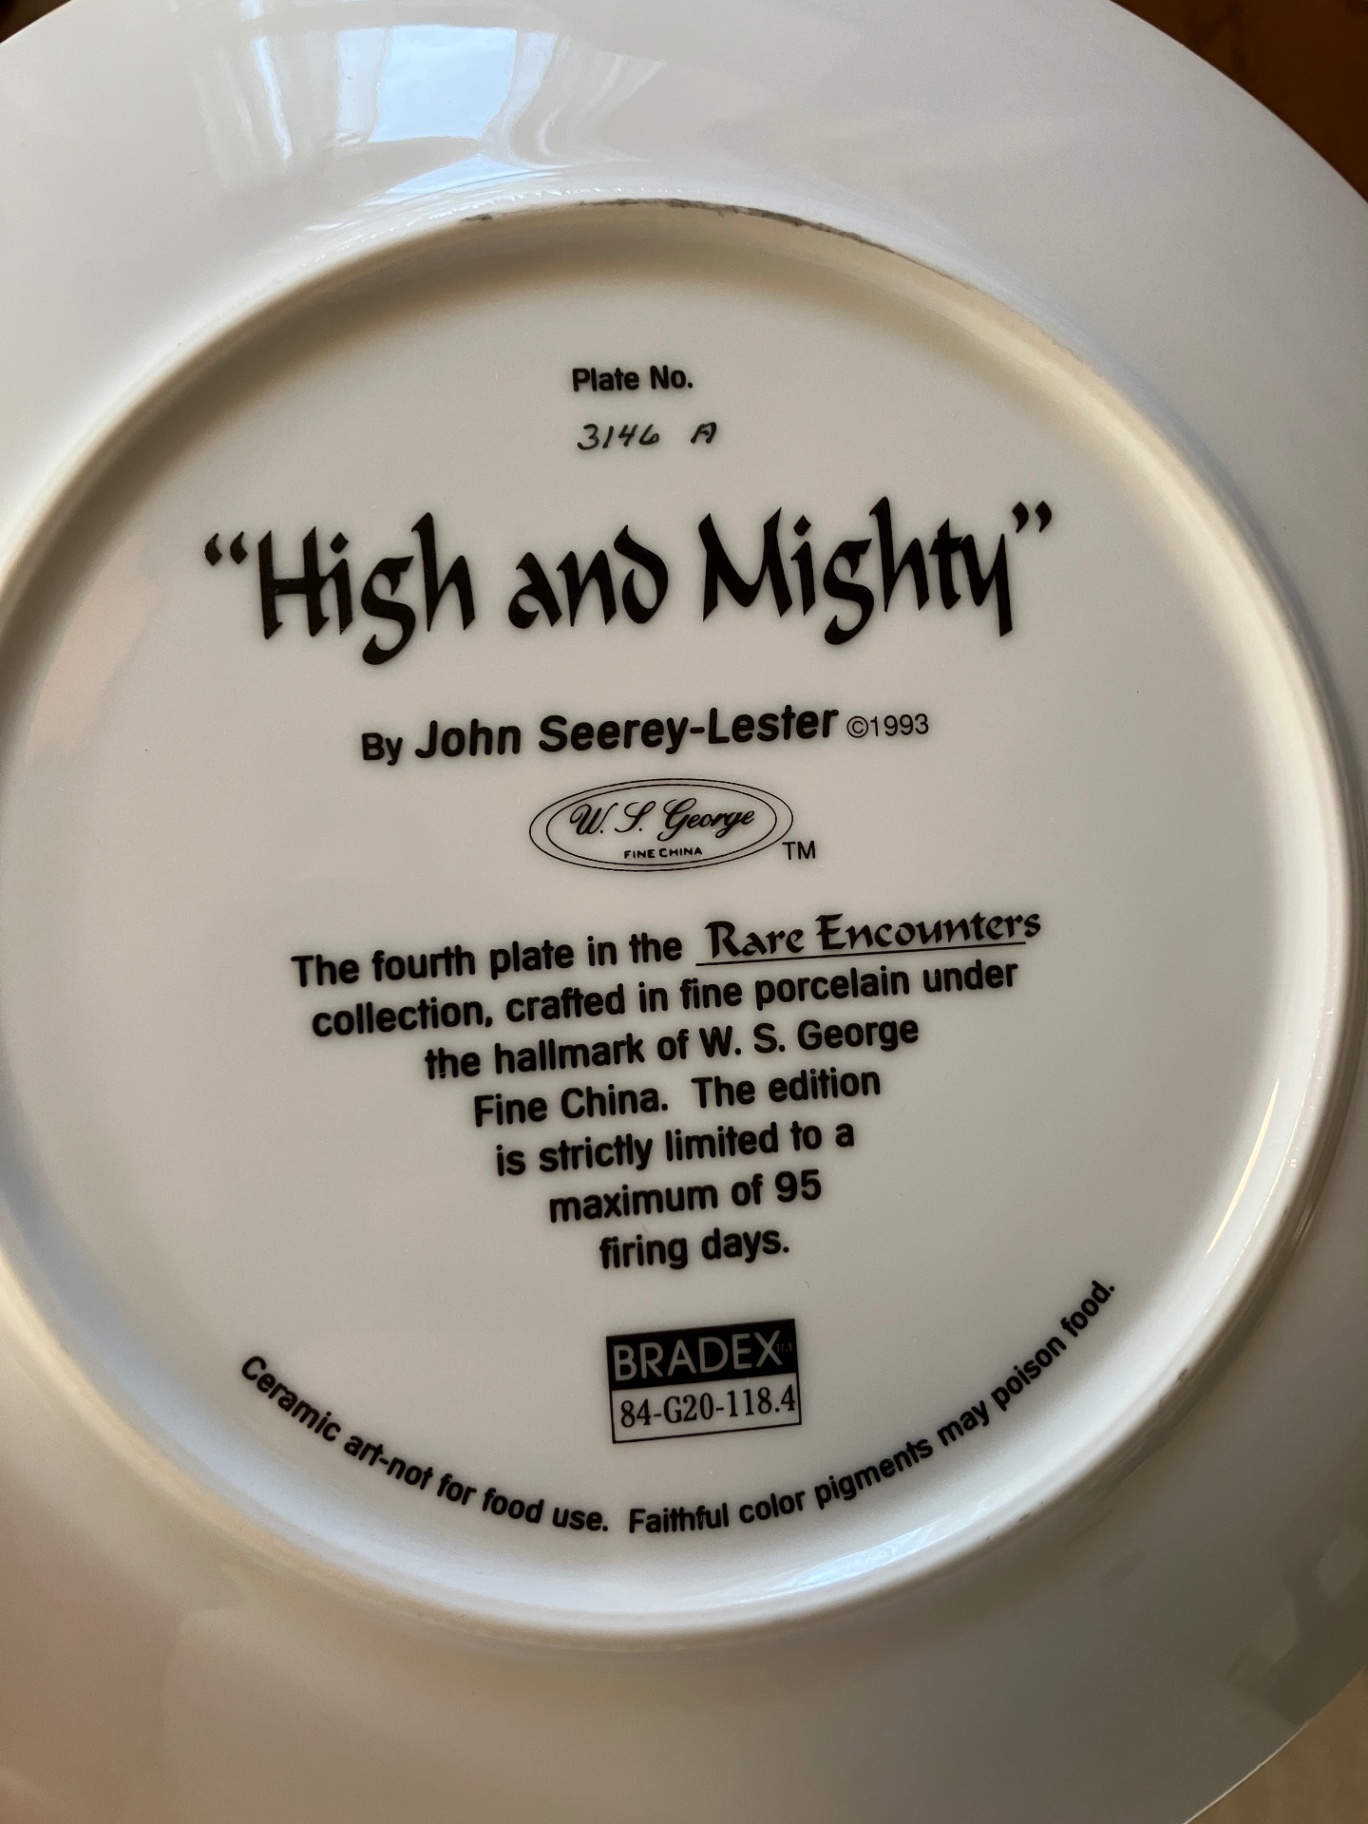 Plate No.
3146 A
“High and Mighty”
By John Seerey-Lester ©1993
W. S. George
FINE CHINA
TM
The fourth plate in the Rare Encounters
collection, crafted in fine porcelain under
the hallmark of W. S. George
Fine China. The edition
is strictly limited to a
maximum of 95
firing days.
BRADEX TM
84-G20-118.4
Ceramic art-not for food use. Faithful color pigments may poison food.